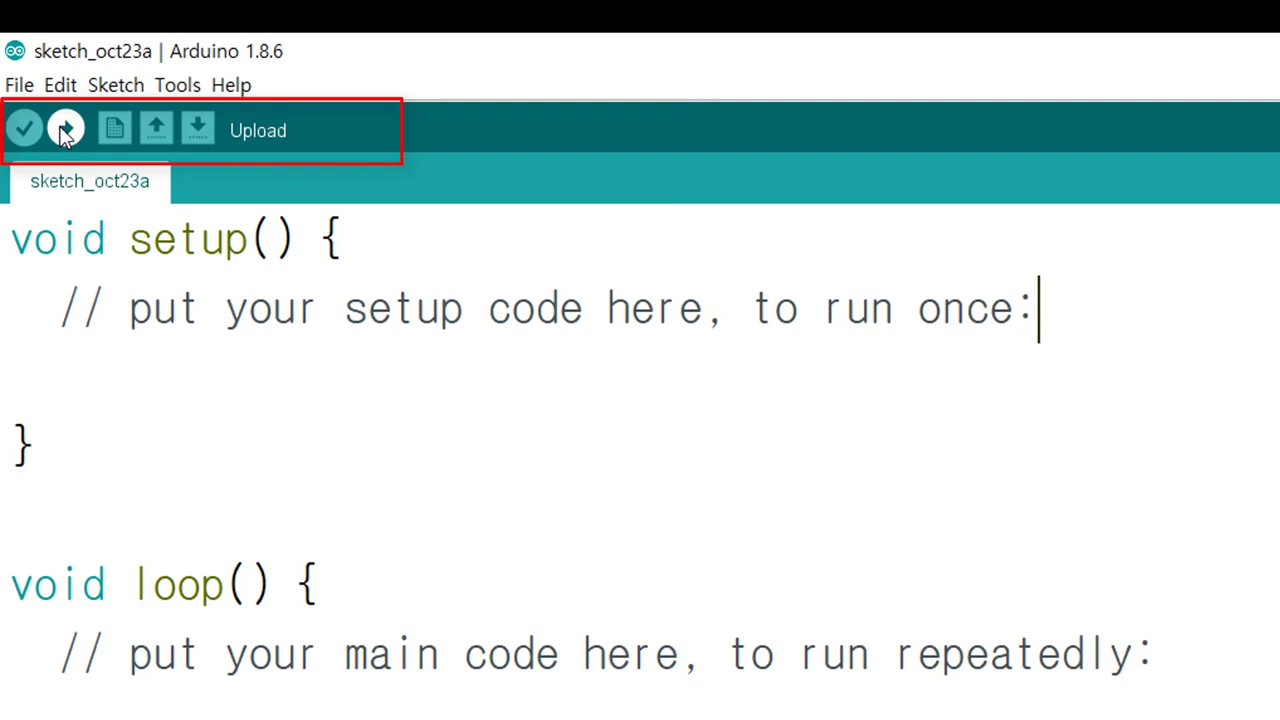 sketch_oct23a | Arduino 1.8.6
File Edit Sketch Tools Help
Upload
sketch_oct23a
void setup() {
// put your setup code here, to run once:
}
void loop() {
// put your main code here, to run repeatedly: